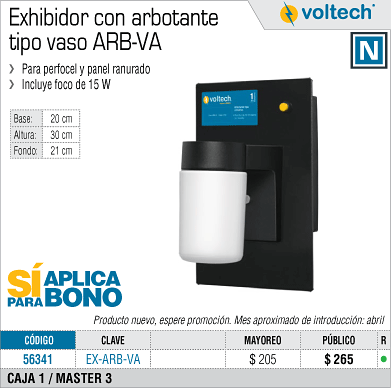 Exhibidor con arbotante
tipo vaso ARB-VA
voltech®
N
› Para perfocel y panel ranurado
› Incluye foco de 15 W
Base: 20 cm
Altura: 30 cm
Fondo: 21 cm
voltech
1
SÍ APLICA
PARA BONO
Producto nuevo, espere promoción. Mes aproximado de introducción: abril
CÓDIGO CLAVE MAYOREO PÚBLICO R
56341 EX-ARB-VA $ 205 $ 265
CAJA 1 / MASTER 3